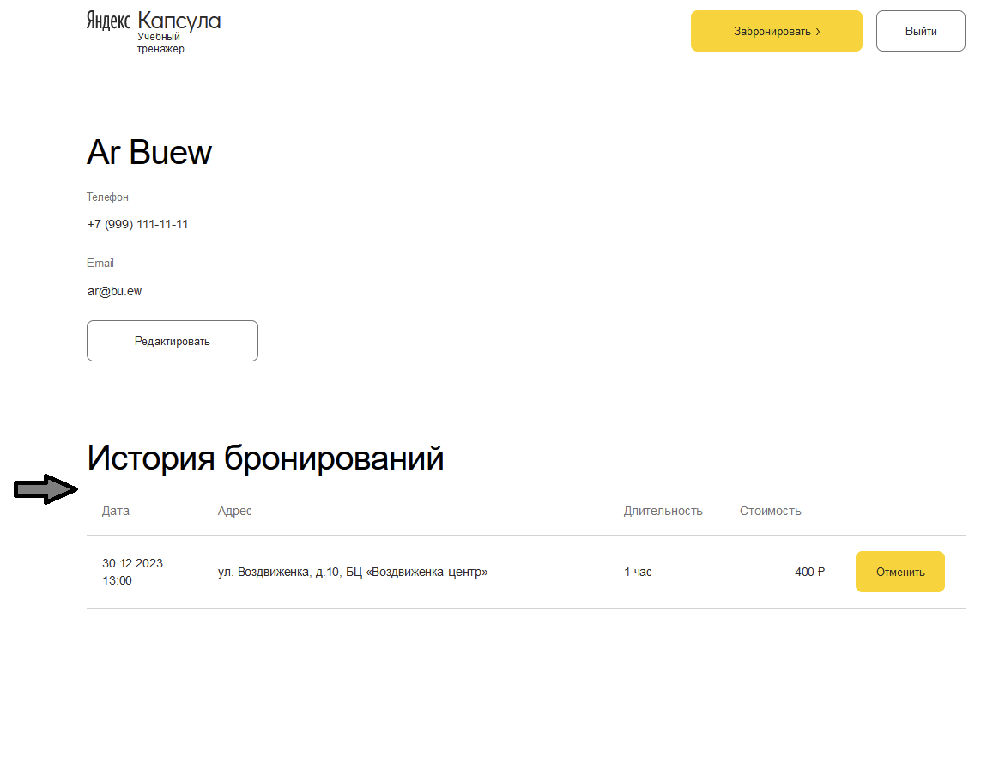 Яндекс Капсула
Учебный
тренажёр
Забронировать ›
Выйти
Ar Buew
Телефон
+7 (999) 111-11-11
Email
ar@bu.ew
Редактировать
История бронирований
Дата Адрес Длительность Стоимость
30.12.2023
13:00
ул. Воздвиженка, д.10, БЦ «Воздвиженка-центр» 1 час 400 ₽ Отменить